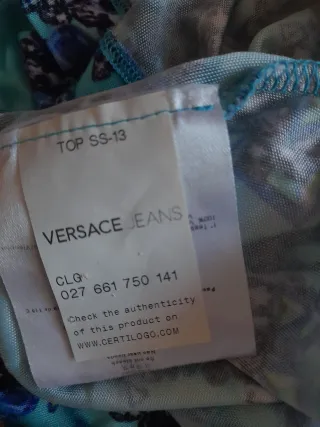 TOP SS-13
VERSACE JEANS
CLG
027 661 750 141
Check the authenticity
of this product on
WWW.CERTILOGO.COM